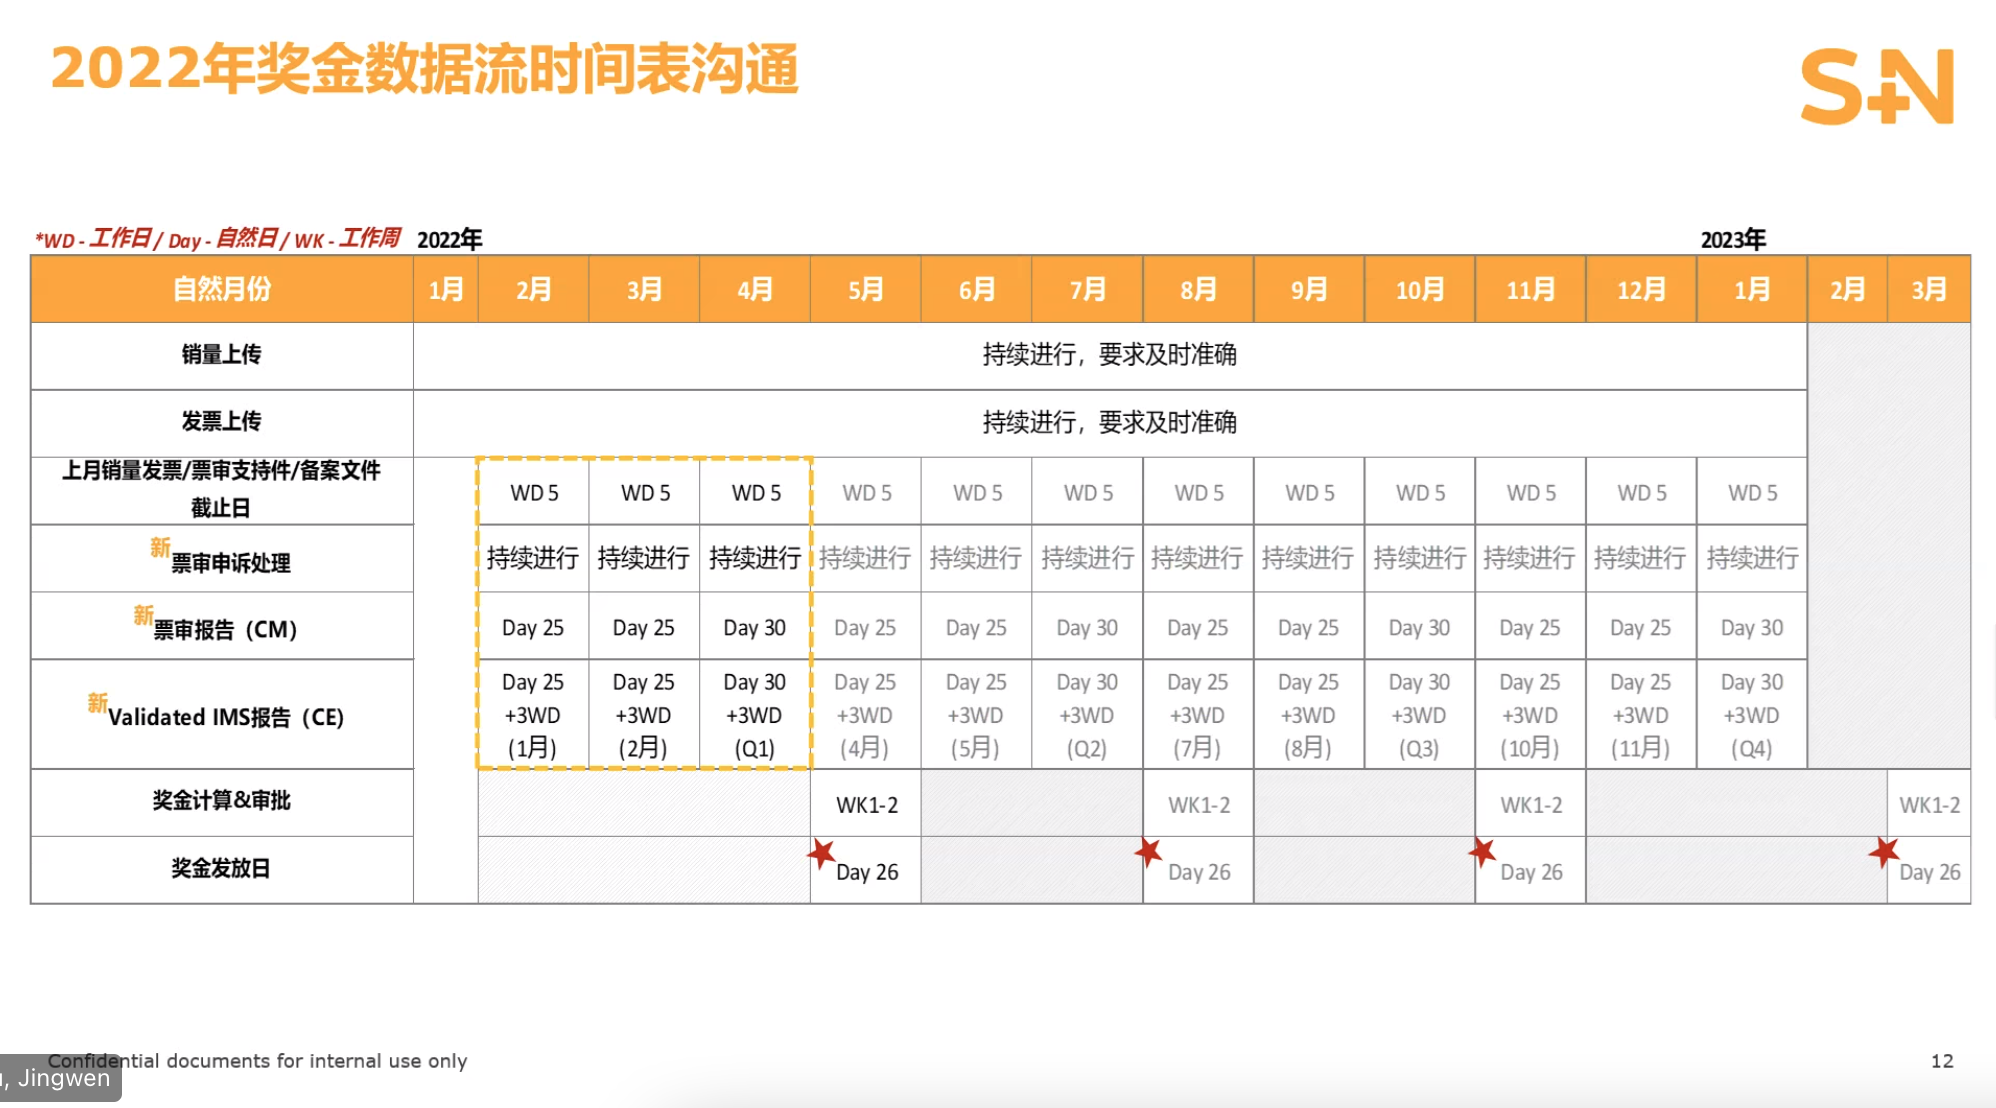 2022年奖金数据流时间表沟通
S+N
*WD - 工作日 / Day - 自然日 / WK - 工作周 2022年 2023年
自然月份 1月 2月 3月 4月 5月 6月 7月 8月 9月 10月 11月 12月 1月 2月 3月
销量上传 持续进行，要求及时准确
发票上传 持续进行，要求及时准确
上月销量发票/票审支持件/备案文件
截止日 WD 5 WD 5 WD 5 WD 5 WD 5 WD 5 WD 5 WD 5 WD 5 WD 5 WD 5 WD 5
新票审申诉处理 持续进行 持续进行 持续进行 持续进行 持续进行 持续进行 持续进行 持续进行 持续进行 持续进行 持续进行 持续进行
新票审报告（CM） Day 25 Day 25 Day 30 Day 25 Day 25 Day 30 Day 25 Day 25 Day 30 Day 25 Day 25 Day 30
新Validated IMS报告（CE）
Day 25 Day 25 Day 30 Day 25 Day 25 Day 30 Day 25 Day 25 Day 30 Day 25 Day 25 Day 30
+3WD +3WD +3WD +3WD +3WD +3WD +3WD +3WD +3WD +3WD +3WD +3WD
(1月) (2月) (Q1) (4月) (5月) (Q2) (7月) (8月) (Q3) (10月) (11月) (Q4)
奖金计算&审批 WK1-2 WK1-2 WK1-2 WK1-2
奖金发放日 Day 26 Day 26 Day 26 Day 26
Confidential documents for internal use only
, Jingwen
12